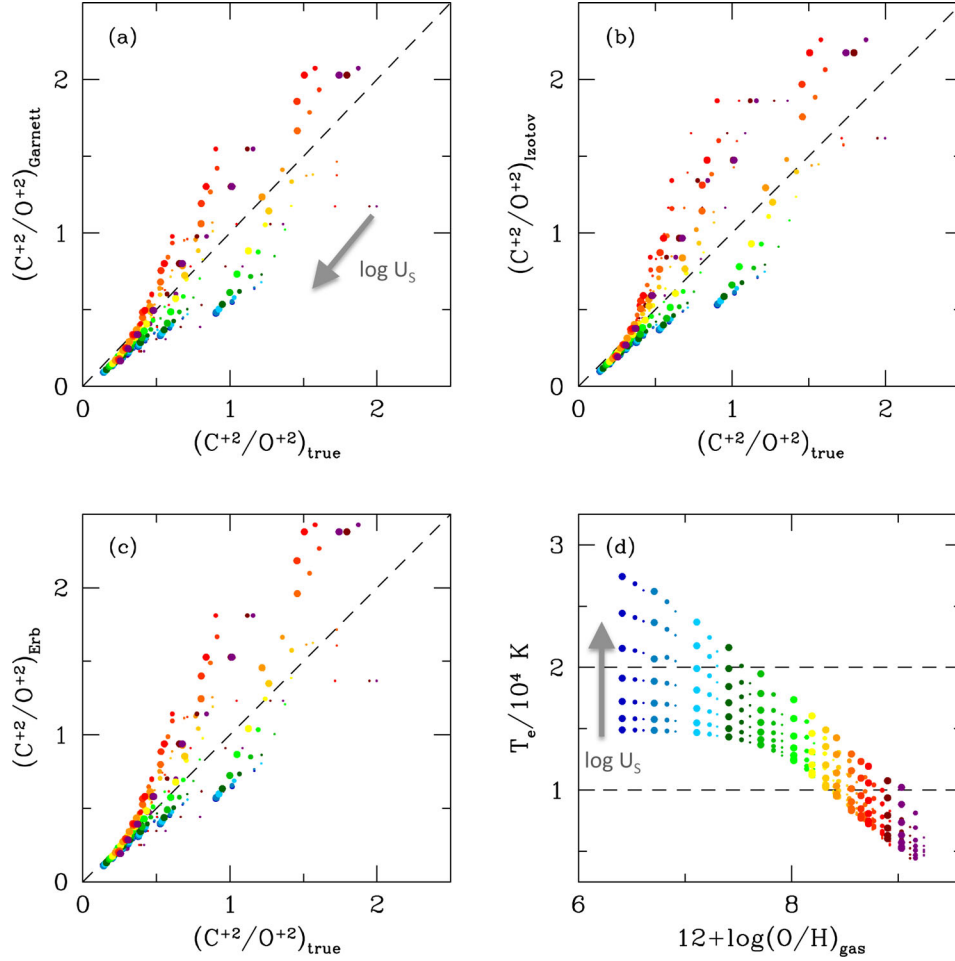 (a)
(C⁺²/O⁺²)Garnett
2
1
0
log Uₛ
0
1
2
(C⁺²/O⁺²)true
(b)
(C⁺²/O⁺²)Izotov
2
1
0
0
1
2
(C⁺²/O⁺²)true
(c)
(C⁺²/O⁺²)Erb
2
1
0
0
1
2
(C⁺²/O⁺²)true
(d)
Tₑ/10⁴ K
3
2
1
log Uₛ
6
8
12+log(O/H)gas